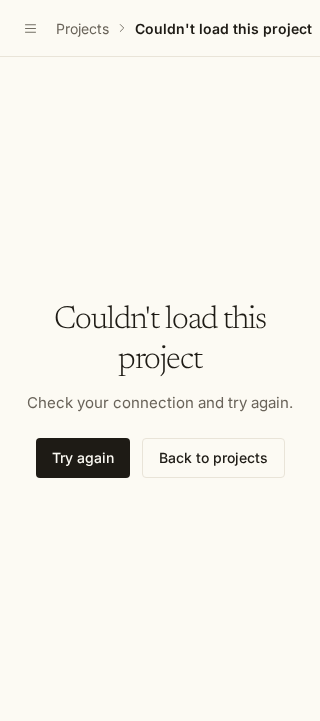 Projects > Couldn't load this project
Couldn't load this
project
Check your connection and try again.
Try again Back to projects